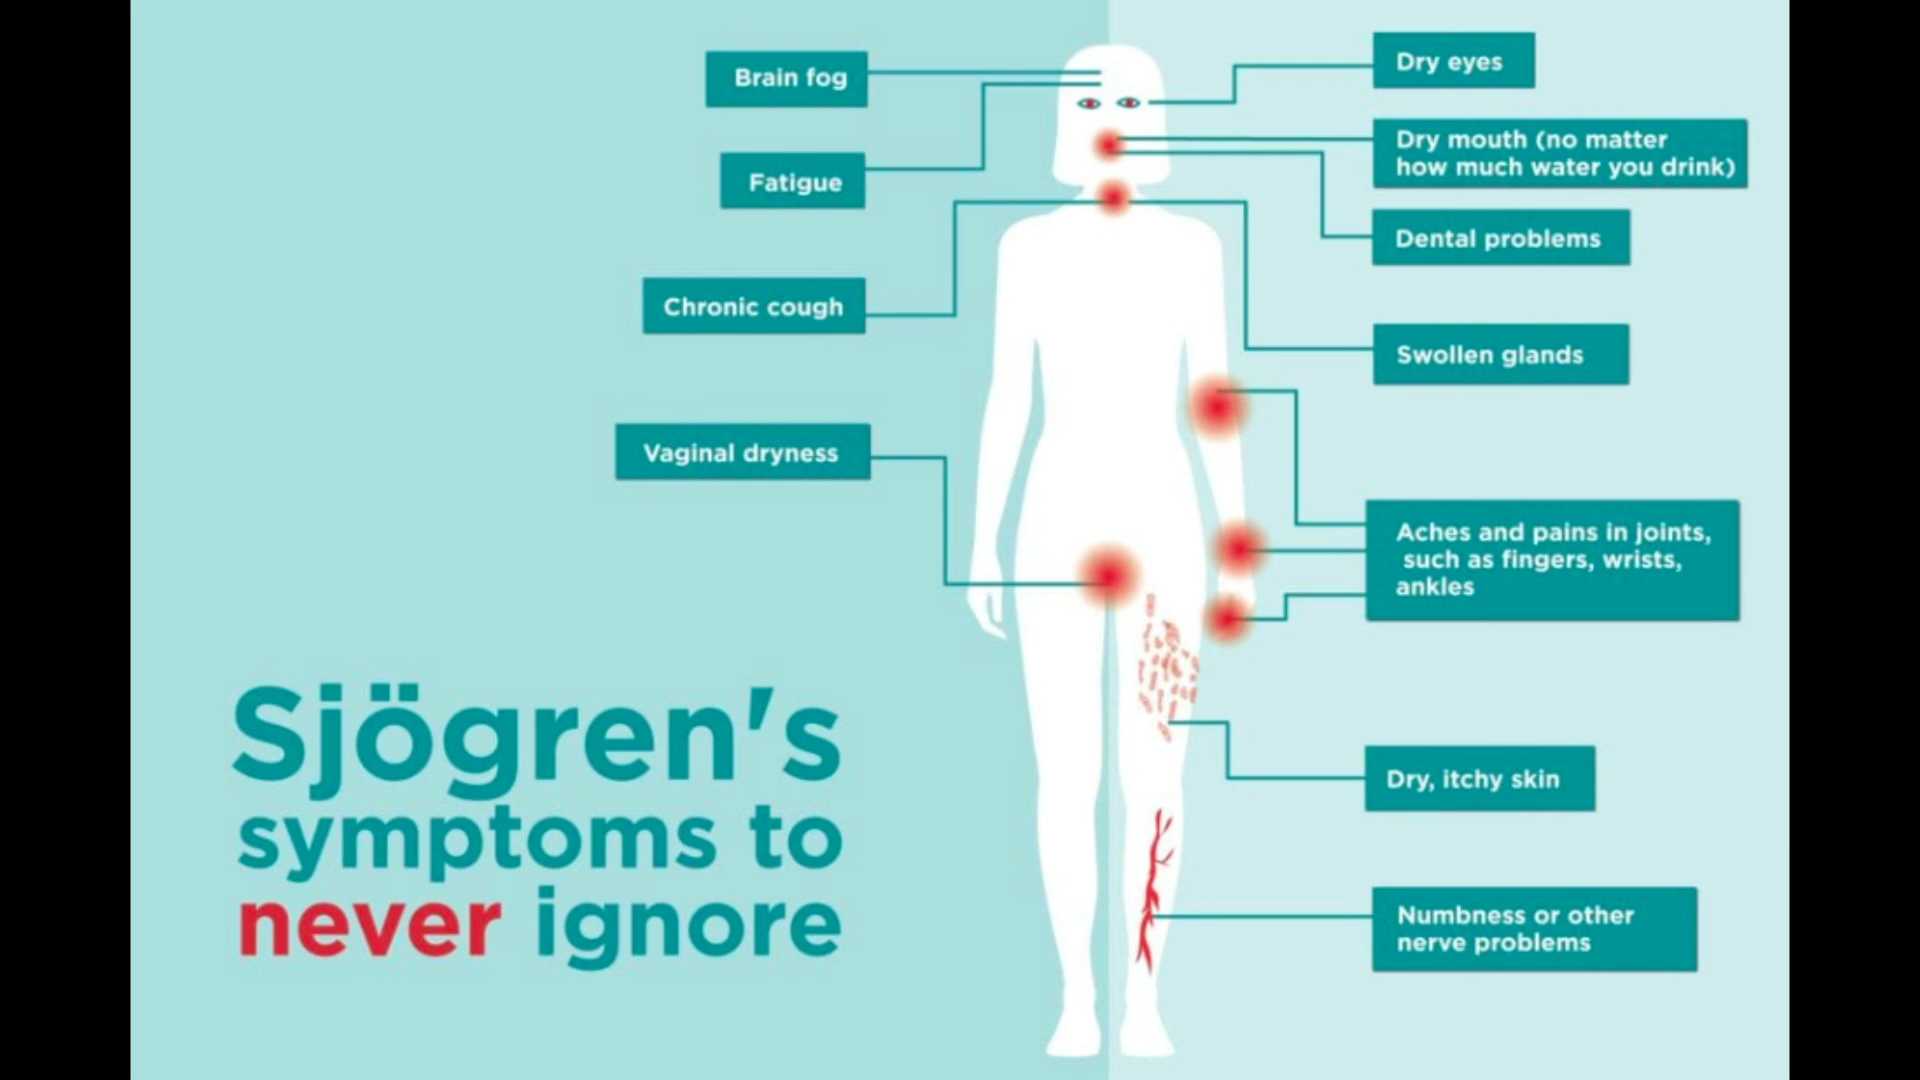 Brain fog
Fatigue
Chronic cough
Vaginal dryness
Sjögren's
symptoms to
never ignore
Dry eyes
Dry mouth (no matter
how much water you drink)
Dental problems
Swollen glands
Aches and pains in joints,
such as fingers, wrists,
ankles
Dry, itchy skin
Numbness or other
nerve problems